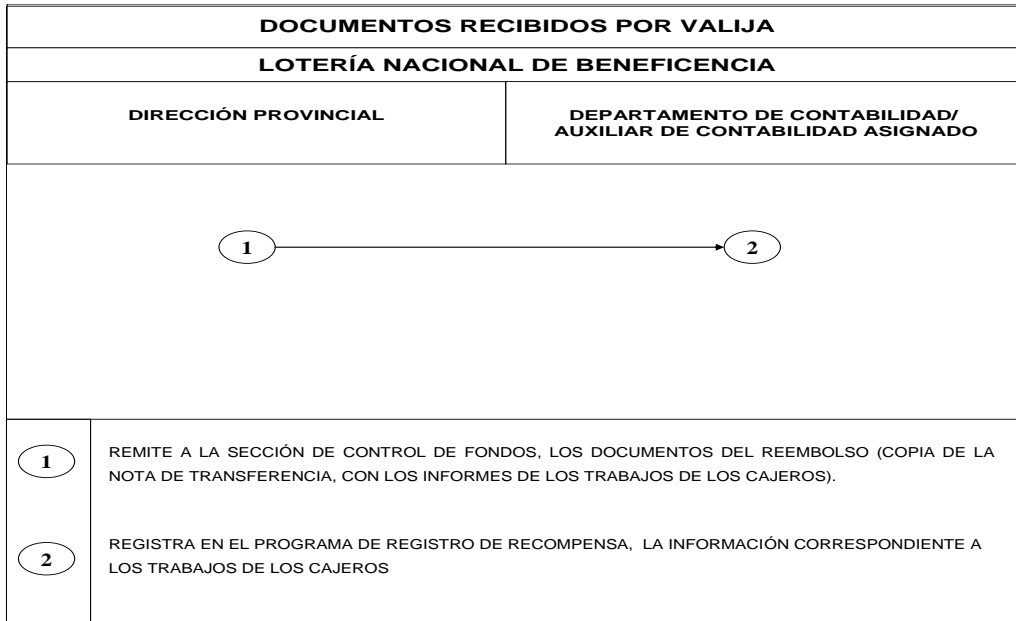 DOCUMENTOS RECIBIDOS POR VALIJA
LOTERÍA NACIONAL DE BENEFICENCIA
DIRECCIÓN PROVINCIAL
DEPARTAMENTO DE CONTABILIDAD/
AUXILIAR DE CONTABILIDAD ASIGNADO
1
2
1
REMITE A LA SECCIÓN DE CONTROL DE FONDOS, LOS DOCUMENTOS DEL REEMBOLSO (COPIA DE LA
NOTA DE TRANSFERENCIA, CON LOS INFORMES DE LOS TRABAJOS DE LOS CAJEROS).
2
REGISTRA EN EL PROGRAMA DE REGISTRO DE RECOMPENSA, LA INFORMACIÓN CORRESPONDIENTE A
LOS TRABAJOS DE LOS CAJEROS